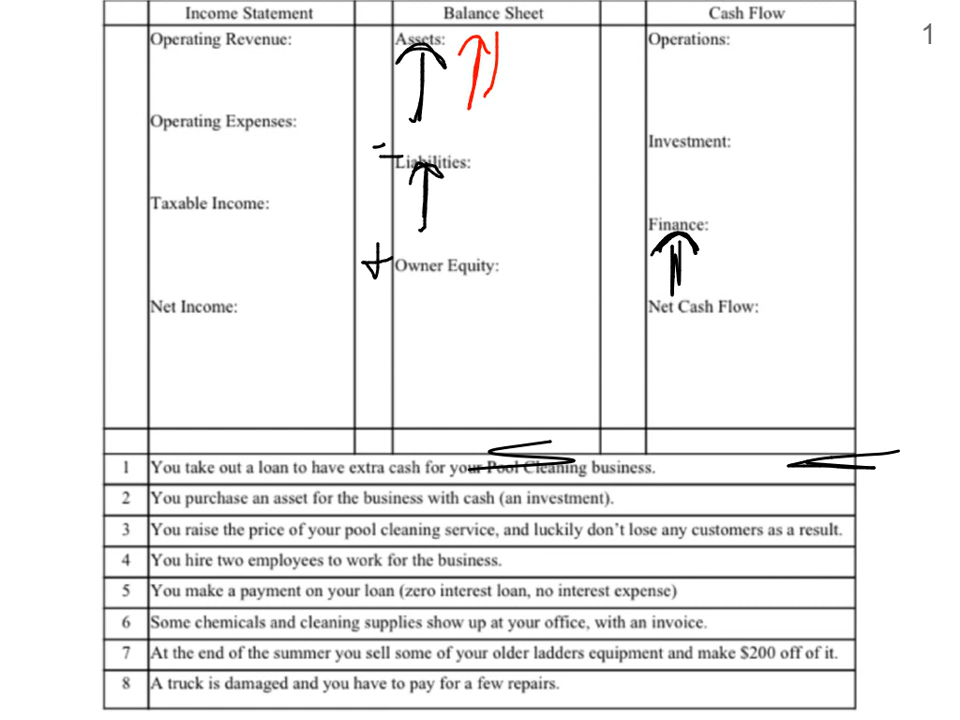 Income Statement Balance Sheet Cash Flow
1
Operating Revenue: Assets: Operations:
Operating Expenses:
Investment:
= Liabilities:
Taxable Income:
Finance:
+ Owner Equity:
Net Income: Net Cash Flow:
1 You take out a loan to have extra cash for your Pool Cleaning business.
2 You purchase an asset for the business with cash (an investment).
3 You raise the price of your pool cleaning service, and luckily don't lose any customers as a result.
4 You hire two employees to work for the business.
5 You make a payment on your loan (zero interest loan, no interest expense)
6 Some chemicals and cleaning supplies show up at your office, with an invoice.
7 At the end of the summer you sell some of your older ladders equipment and make $200 off of it.
8 A truck is damaged and you have to pay for a few repairs.